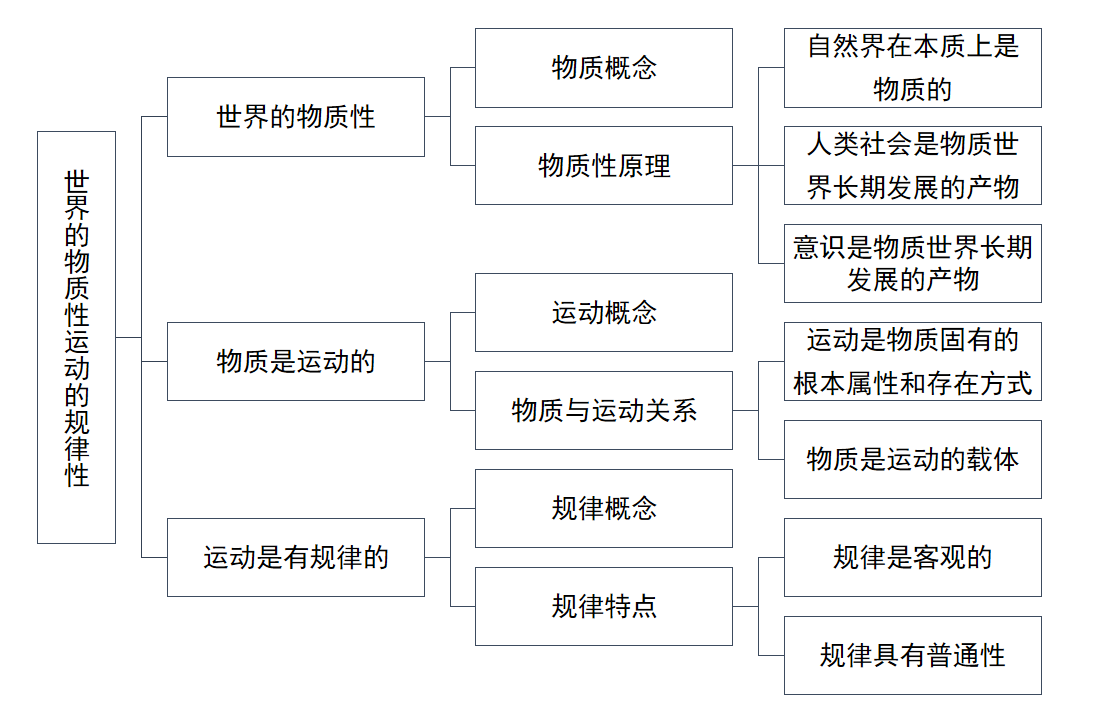 世界的物质性运动的规律性
世界的物质性
物质概念
物质性原理
自然界在本质上是
物质的
人类社会是物质世
界长期发展的产物
意识是物质世界长期
发展的产物
物质是运动的
运动概念
物质与运动关系
运动是物质固有的
根本属性和存在方式
物质是运动的载体
运动是有规律的
规律概念
规律特点
规律是客观的
规律具有普通性